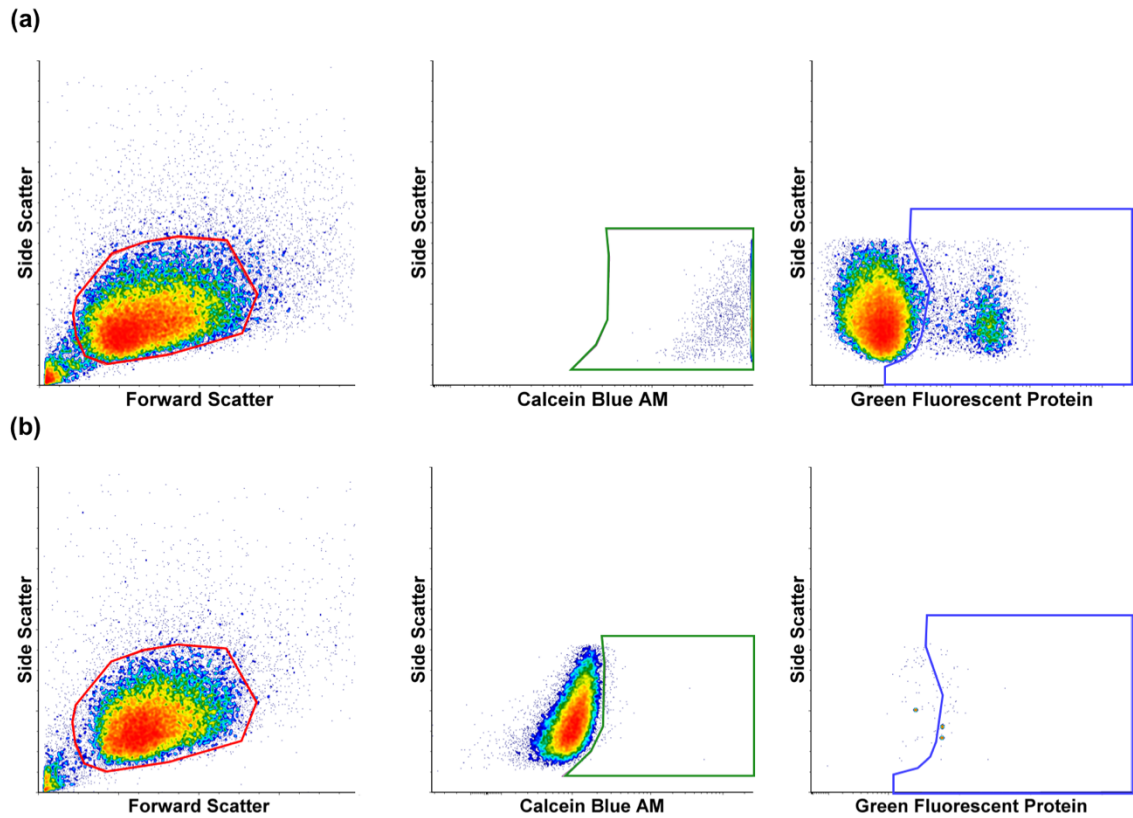 (a)
Side Scatter
Forward Scatter
Side Scatter
Calcein Blue AM
Side Scatter
Green Fluorescent Protein
(b)
Side Scatter
Forward Scatter
Side Scatter
Calcein Blue AM
Side Scatter
Green Fluorescent Protein